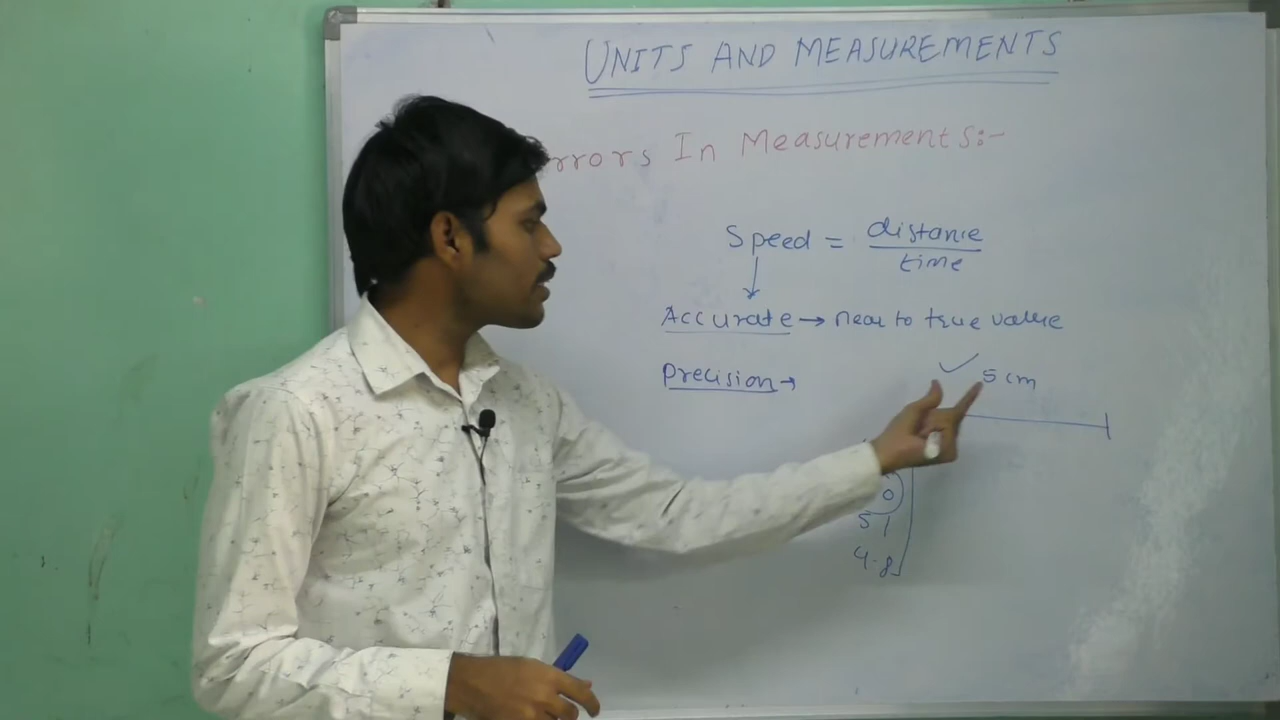 UNITS AND MEASUREMENTS
rrors In Measurements:-
Speed = distance
time
Accurate → near to true value
Precision →
5 cm
0
5 1
4.8